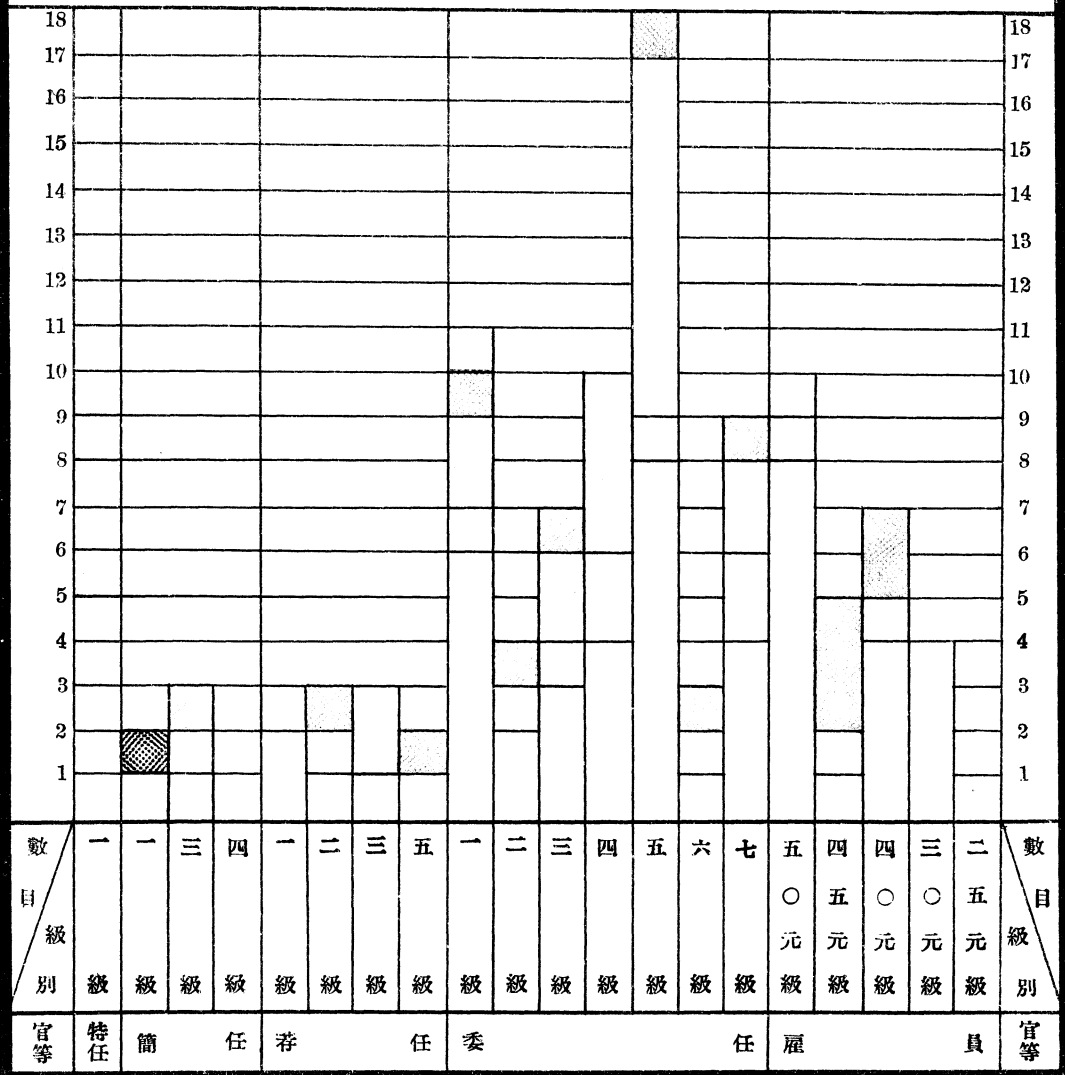 18 18
17 17
16 16
15 15
14 14
13 13
12 12
11 11
10 10
9 9
8 8
7 7
6 6
5 5
4 4
3 3
2 2
1 1
數目 級別
一級
一級
三級
四級
一級
二級
三級
五級
一級
二級
三級
四級
五級
六級
七級
五〇元級
四五元級
四〇元級
三〇元級
二五元級
數目 級別
官等 特任 簡任 荐任 委任 雇員 官等